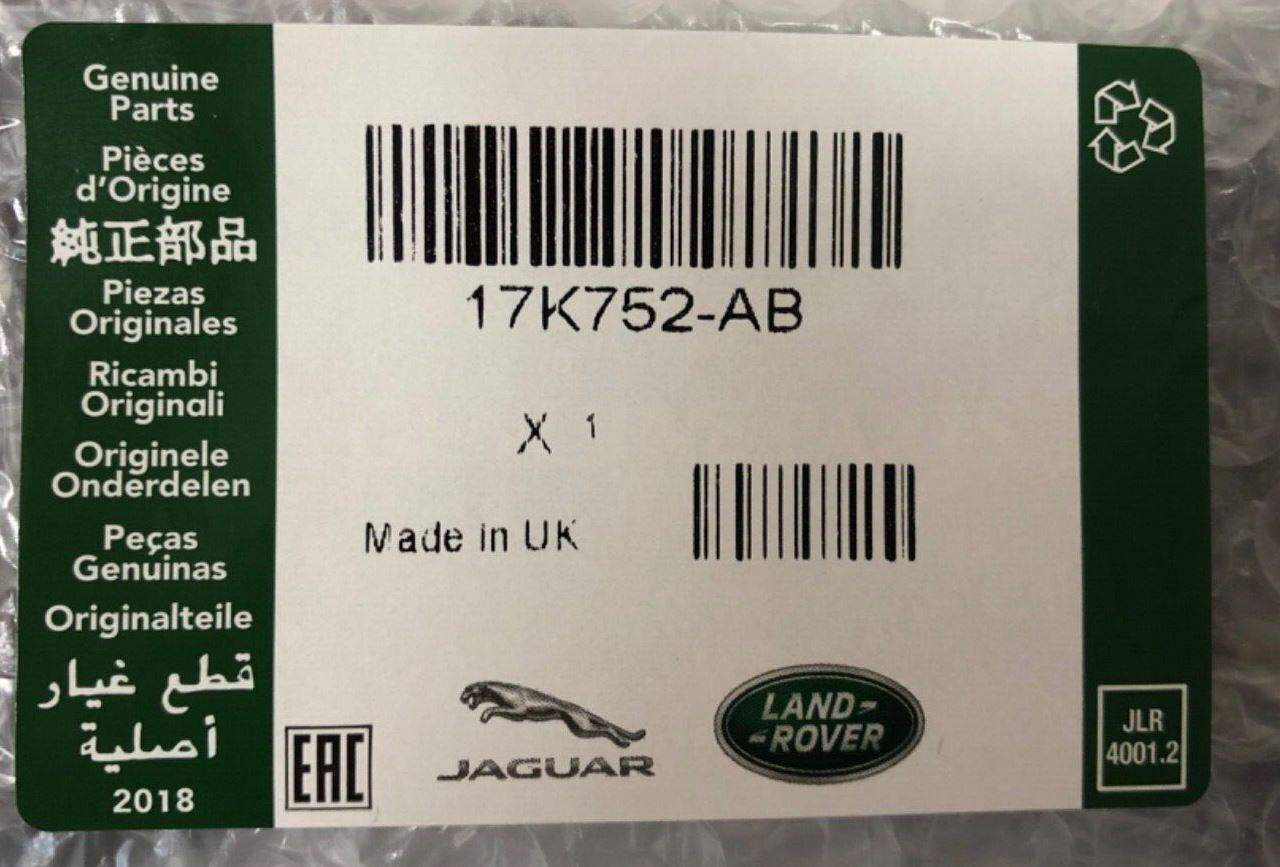 Genuine
Parts
Pièces
d'Origine
純正部品
Piezas
Originales
Ricambi
Originali
Originele
Onderdelen
Peças
Genuinas
Originalteile
قطع غيار
أصلية
2018
17K752-AB
X 1
Made in UK
EAC
JAGUAR
LAND-
-ROVER
JLR
4001.2